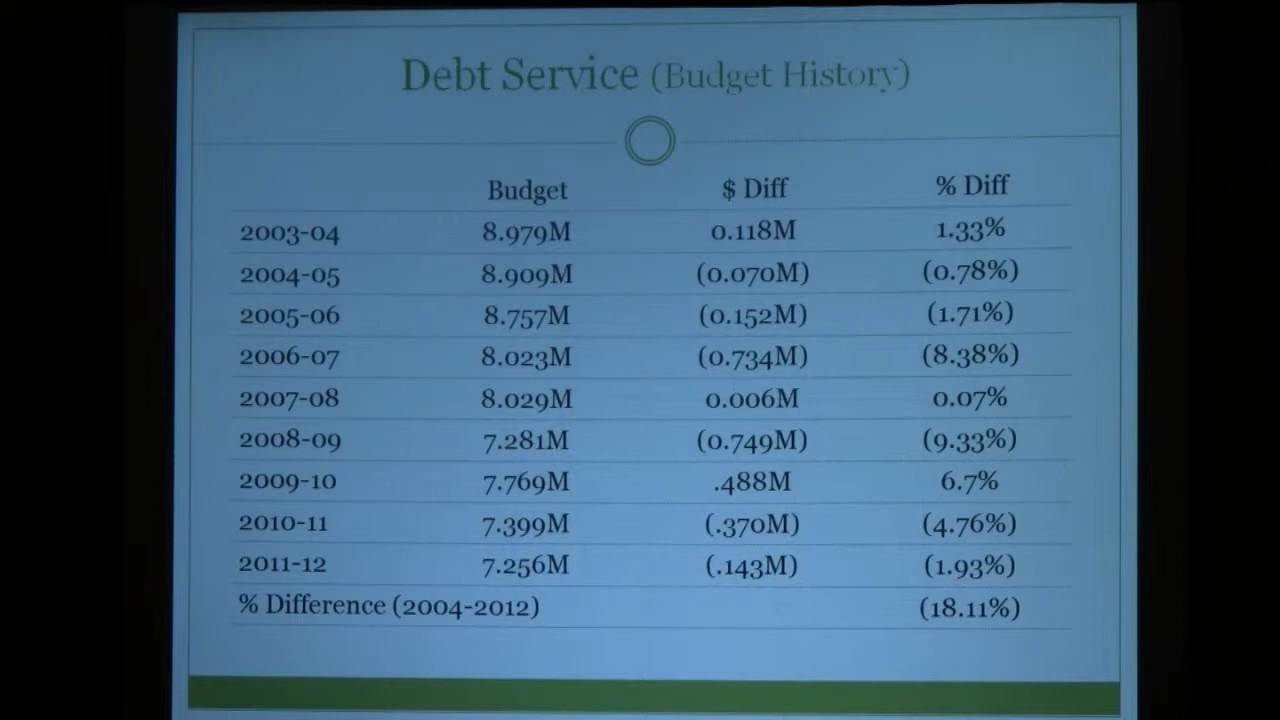 Debt Service (Budget History)
Budget $ Diff % Diff
2003-04 8.979M 0.118M 1.33%
2004-05 8.909M (0.070M) (0.78%)
2005-06 8.757M (0.152M) (1.71%)
2006-07 8.023M (0.734M) (8.38%)
2007-08 8.029M 0.006M 0.07%
2008-09 7.281M (0.749M) (9.33%)
2009-10 7.769M .488M 6.7%
2010-11 7.399M (.370M) (4.76%)
2011-12 7.256M (.143M) (1.93%)
% Difference (2004-2012) (18.11%)